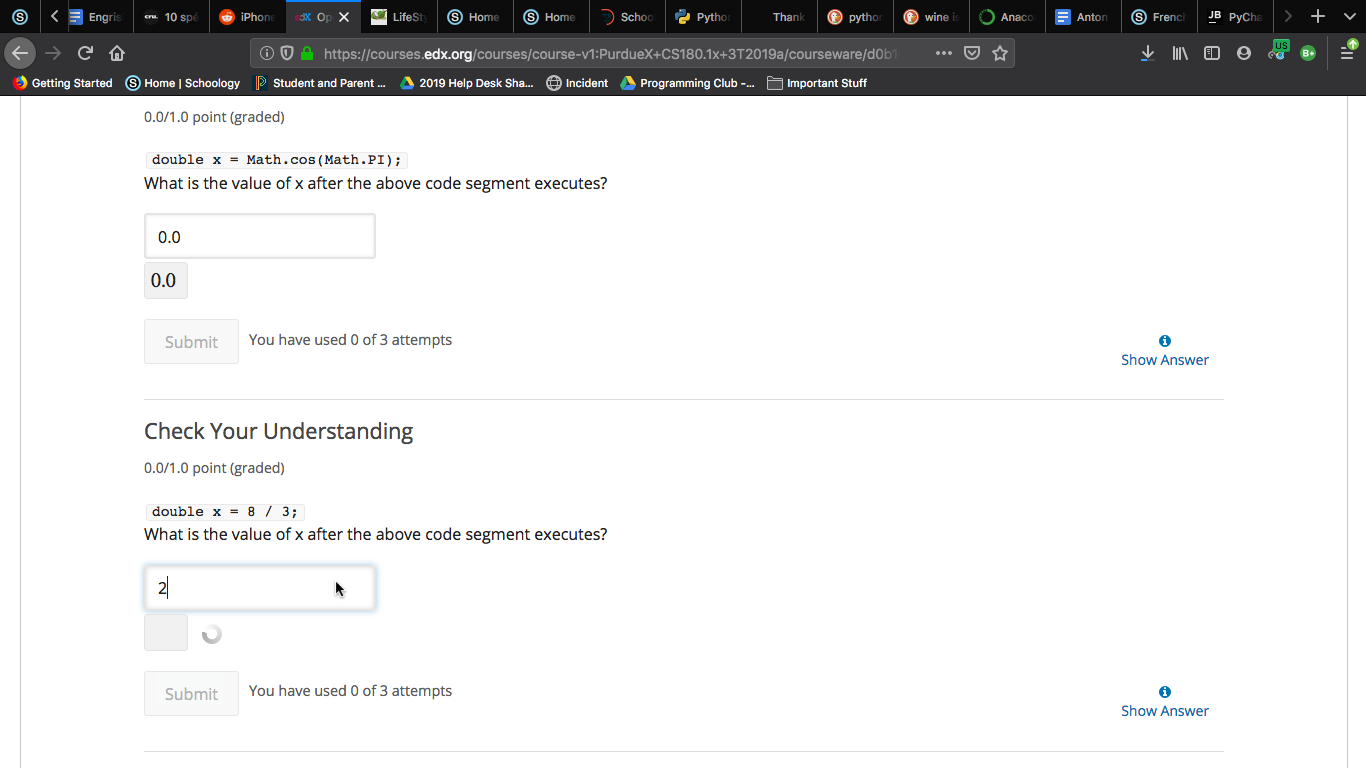 Engris
10 spé
iPhone
Op
LifeSty
Home
Home
Schoo
Pythor
Thank
pythor
wine is
Anaco
Anton
French
PyCha
https://courses.edx.org/courses/course-v1:PurdueX+CS180.1x+3T2019a/courseware/d0b1
Getting Started
Home | Schoology
Student and Parent ...
2019 Help Desk Sha...
Incident
Programming Club -...
Important Stuff
0.0/1.0 point (graded)
double x = Math.cos(Math.PI);
What is the value of x after the above code segment executes?
0.0
0.0
Submit
You have used 0 of 3 attempts
Show Answer
Check Your Understanding
0.0/1.0 point (graded)
double x = 8 / 3;
What is the value of x after the above code segment executes?
2
Submit
You have used 0 of 3 attempts
Show Answer